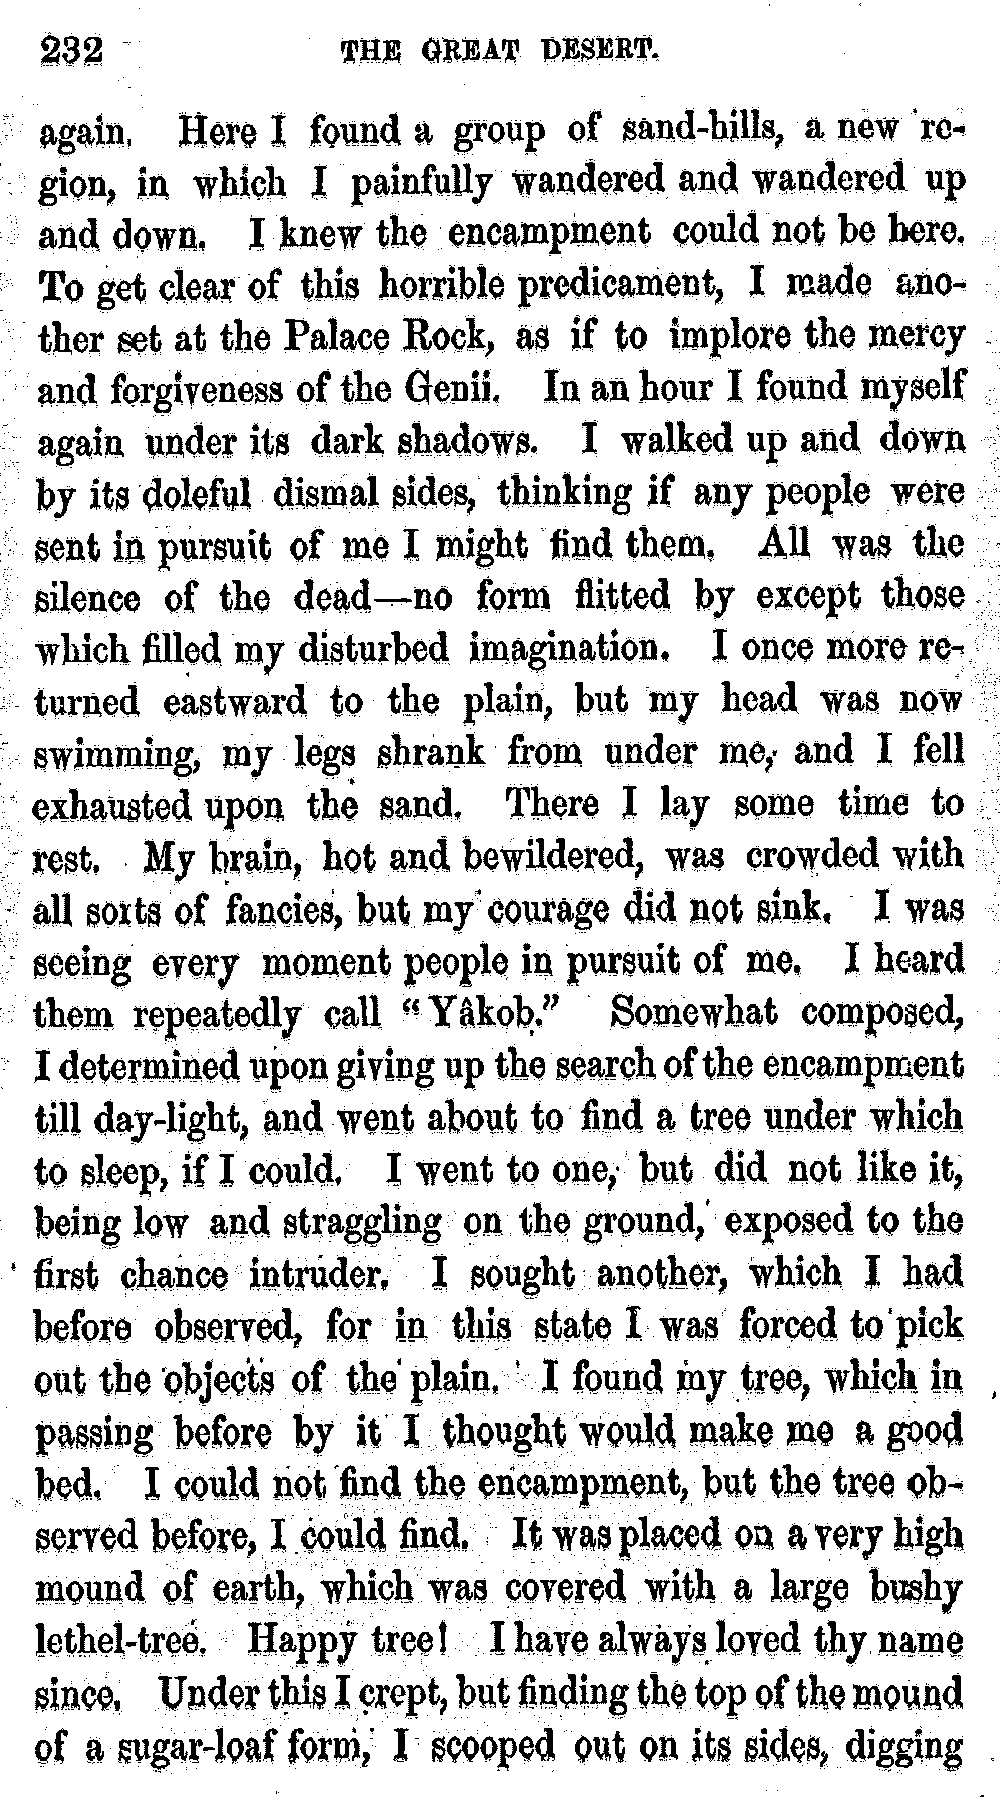 232 THE GREAT DESERT.
again. Here I found a group of sand-hills, a new re-
gion, in which I painfully wandered and wandered up
and down. I knew the encampment could not be here.
To get clear of this horrible predicament, I made ano-
ther set at the Palace Rock, as if to implore the mercy
and forgiveness of the Genii. In an hour I found myself
again under its dark shadows. I walked up and down
by its doleful dismal sides, thinking if any people were
sent in pursuit of me I might find them. All was the
silence of the dead—no form flitted by except those
which filled my disturbed imagination. I once more re-
turned eastward to the plain, but my head was now
swimming, my legs shrank from under me, and I fell
exhausted upon the sand. There I lay some time to
rest. My brain, hot and bewildered, was crowded with
all sorts of fancies, but my courage did not sink. I was
seeing every moment people in pursuit of me. I heard
them repeatedly call “Yâkob.” Somewhat composed,
I determined upon giving up the search of the encampment
till day-light, and went about to find a tree under which
to sleep, if I could. I went to one, but did not like it,
being low and straggling on the ground, exposed to the
first chance intruder. I sought another, which I had
before observed, for in this state I was forced to pick
out the objects of the plain. I found my tree, which in
passing before by it I thought would make me a good
bed. I could not find the encampment, but the tree ob-
served before, I could find. It was placed on a very high
mound of earth, which was covered with a large bushy
lethel-tree. Happy tree! I have always loved thy name
since. Under this I crept, but finding the top of the mound
of a sugar-loaf form, I scooped out on its sides, digging